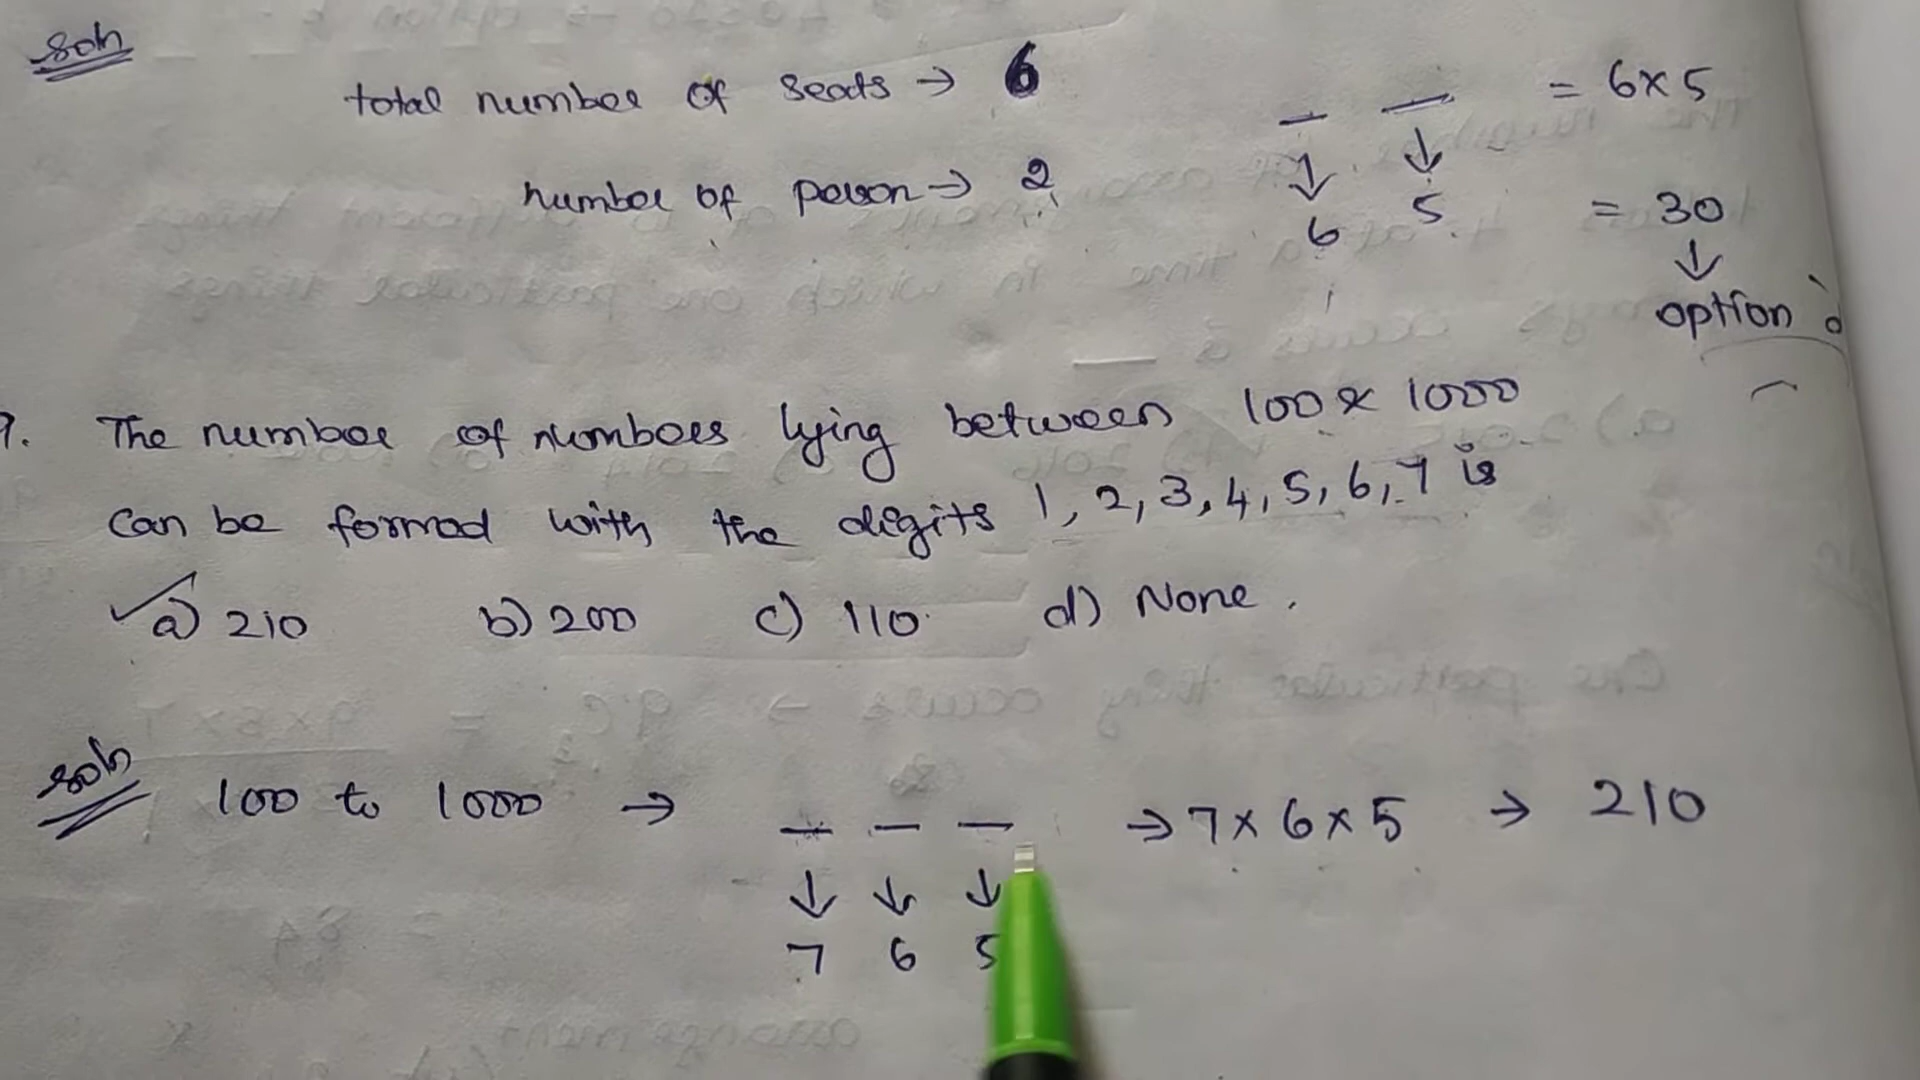 soln
total number of seats → 6
= 6×5
number of person → 2
6 5
= 30
option
The number of numbers lying between 100 & 1000
can be formed with the digits 1, 2, 3, 4, 5, 6, 7 is
a) 210 b) 200 c) 110 d) None.
soln 100 to 1000 → _ _ _ → 7×6×5 → 210
7 6 5